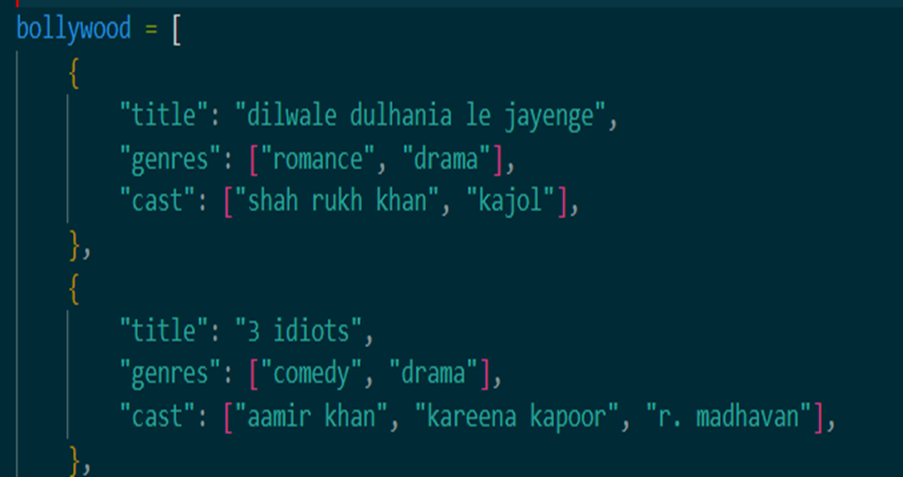 bollywood = [
    {
        "title": "dilwale dulhania le jayenge",
        "genres": ["romance", "drama"],
        "cast": ["shah rukh khan", "kajol"],
    },
    {
        "title": "3 idiots",
        "genres": ["comedy", "drama"],
        "cast": ["aamir khan", "kareena kapoor", "r. madhavan"],
    },